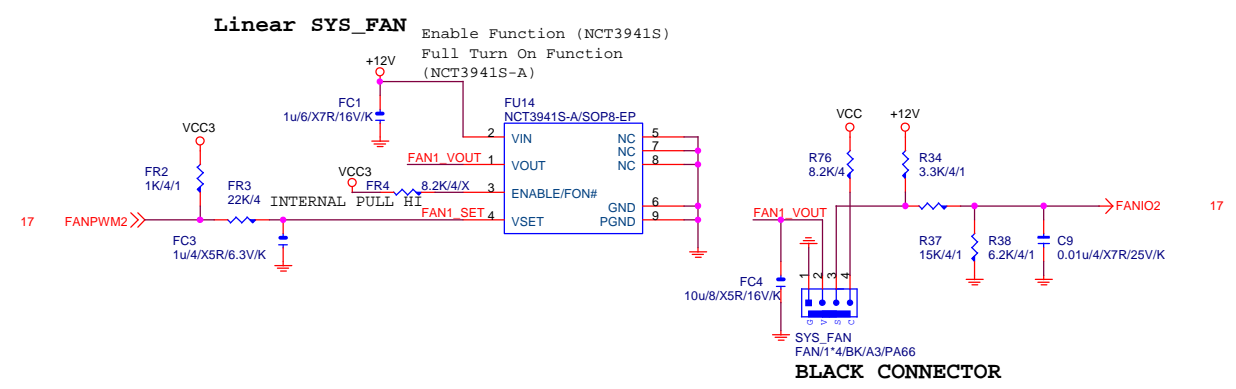 Linear SYS_FAN
Enable Function (NCT3941S)
Full Turn On Function
(NCT3941S-A)
+12V
FC1
1u/6/X7R/16V/K
FU14
NCT3941S-A/SOP8-EP
2 VIN
1 VOUT
3 ENABLE/FON#
4 VSET
NC 5
NC 7
NC 8
GND 6
PGND 9
FAN1_VOUT
VCC3
FR4 8.2K/4/X
INTERNAL PULL HI
FAN1_SET
VCC3
FR2
1K/4/1
FR3
22K/4
17 FANPWM2
FC3
1u/4/X5R/6.3V/K
VCC
+12V
R76
8.2K/4
R34
3.3K/4/1
FAN1_VOUT
FANIO2 17
R37
15K/4/1
R38
6.2K/4/1
C9
0.01u/4/X7R/25V/K
FC4
10u/8/X5R/16V/K
1 2 3 4
G V S C
SYS_FAN
FAN/1*4/BK/A3/PA66
BLACK CONNECTOR